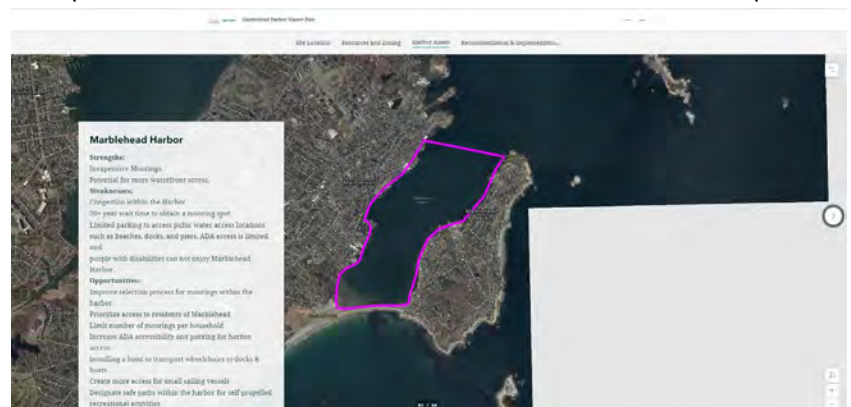 Marblehead Harbor Master Plan
Site Location Resources and Zoning Harbor Assets Recommendation & Implementatio...
Marblehead Harbor
Strengths:
Inexpensive Moorings
Potential for more waterfront access.
Weaknesses:
Congestion within the Harbor
20+ year wait time to obtain a mooring spot
Limited parking to access public water access locations
such as beaches, docks, and piers. ADA access is limited
and
people with disabilities can not enjoy Marblehead
Harbor.
Opportunities:
Improve selection process for moorings within the
harbor
Prioritize access to residents of Marblehead
Limit number of moorings per household
Increase ADA accessibility and parking for harbor
access
Installing a hoist to transport wheelchairs to docks &
boats
Create more access for small sailing vessels
Designate safe paths within the harbor for self propelled
recreational activities